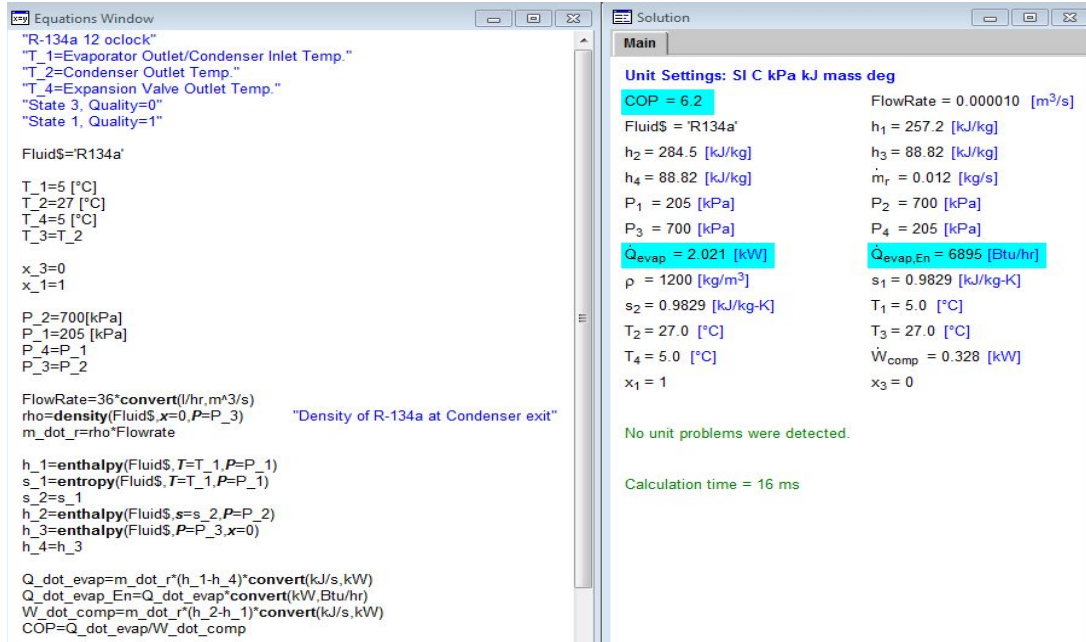 Equations Window
"R-134a 12 oclock"
"T_1=Evaporator Outlet/Condenser Inlet Temp."
"T_2=Condenser Outlet Temp."
"T_4=Expansion Valve Outlet Temp."
"State 3, Quality=0"
"State 1, Quality=1"
Fluid$='R134a'
T_1=5 [°C]
T_2=27 [°C]
T_4=5 [°C]
T_3=T_2
x_3=0
x_1=1
P_2=700[kPa]
P_1=205 [kPa]
P_4=P_1
P_3=P_2
FlowRate=36*convert(l/hr,m^3/s)
rho=density(Fluid$,x=0,P=P_3) "Density of R-134a at Condenser exit"
m_dot_r=rho*Flowrate
h_1=enthalpy(Fluid$,T=T_1,P=P_1)
s_1=entropy(Fluid$,T=T_1,P=P_1)
s_2=s_1
h_2=enthalpy(Fluid$,s=s_2,P=P_2)
h_3=enthalpy(Fluid$,P=P_3,x=0)
h_4=h_3
Q_dot_evap=m_dot_r*(h_1-h_4)*convert(kJ/s,kW)
Q_dot_evap_En=Q_dot_evap*convert(kW,Btu/hr)
W_dot_comp=m_dot_r*(h_2-h_1)*convert(kJ/s,kW)
COP=Q_dot_evap/W_dot_comp
Solution
Main
Unit Settings: SI C kPa kJ mass deg
COP = 6.2 FlowRate = 0.000010 [m³/s]
Fluid$ = 'R134a' h₁ = 257.2 [kJ/kg]
h₂ = 284.5 [kJ/kg] h₃ = 88.82 [kJ/kg]
h₄ = 88.82 [kJ/kg] ṁᵣ = 0.012 [kg/s]
P₁ = 205 [kPa] P₂ = 700 [kPa]
P₃ = 700 [kPa] P₄ = 205 [kPa]
Q̇evap = 2.021 [kW] Q̇evap,En = 6895 [Btu/hr]
ρ = 1200 [kg/m³] s₁ = 0.9829 [kJ/kg-K]
s₂ = 0.9829 [kJ/kg-K] T₁ = 5.0 [°C]
T₂ = 27.0 [°C] T₃ = 27.0 [°C]
T₄ = 5.0 [°C] Ẇcomp = 0.328 [kW]
x₁ = 1 x₃ = 0
No unit problems were detected.
Calculation time = 16 ms